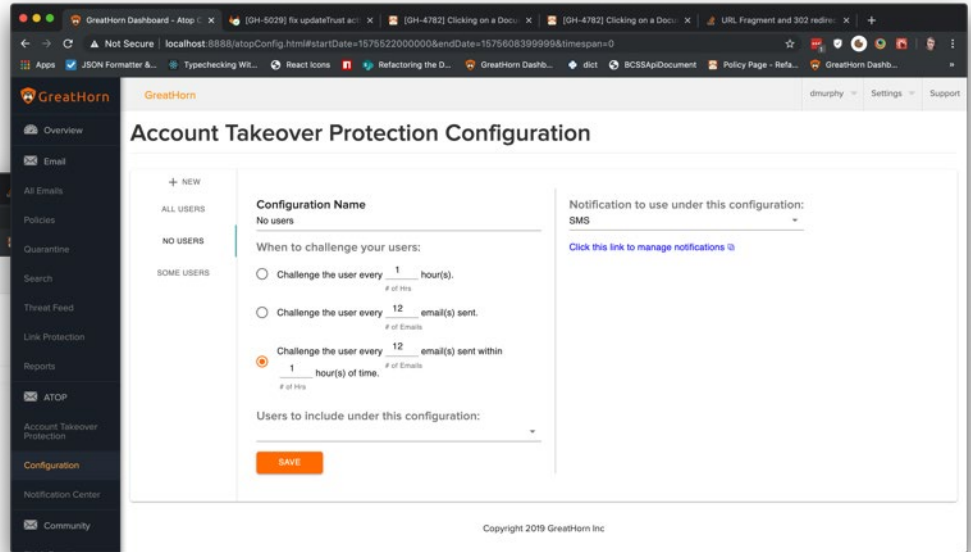 GreatHorn Dashboard - Atop C
[GH-5029] fix updateTrust act
[GH-4782] Clicking on a Docu
[GH-4782] Clicking on a Docu
URL Fragment and 302 redirec
Not Secure
localhost:8888/atopConfig.html#startDate=1575522000000&endDate=1575608399999&timespan=0
Apps
JSON Formatter &...
Typechecking Wit...
React Icons
Refactoring the D...
GreatHorn Dashb...
dict
BCSSApiDocument
Policy Page - Refa...
GreatHorn Dashb...
GreatHorn
GreatHorn
dmurphy
Settings
Support
Overview
Email
All Emails
Policies
Quarantine
Search
Threat Feed
Link Protection
Reports
ATOP
Account Takeover
Protection
Configuration
Notification Center
Community
Account Takeover Protection Configuration
+ NEW
ALL USERS
NO USERS
SOME USERS
Configuration Name
No users
When to challenge your users:
Challenge the user every 1 hour(s).
# of Hrs
Challenge the user every 12 email(s) sent.
# of Emails
Challenge the user every 12 email(s) sent within
# of Emails
1 hour(s) of time.
# of Hrs
Users to include under this configuration:
SAVE
Notification to use under this configuration:
SMS
Click this link to manage notifications
Copyright 2019 GreatHorn Inc